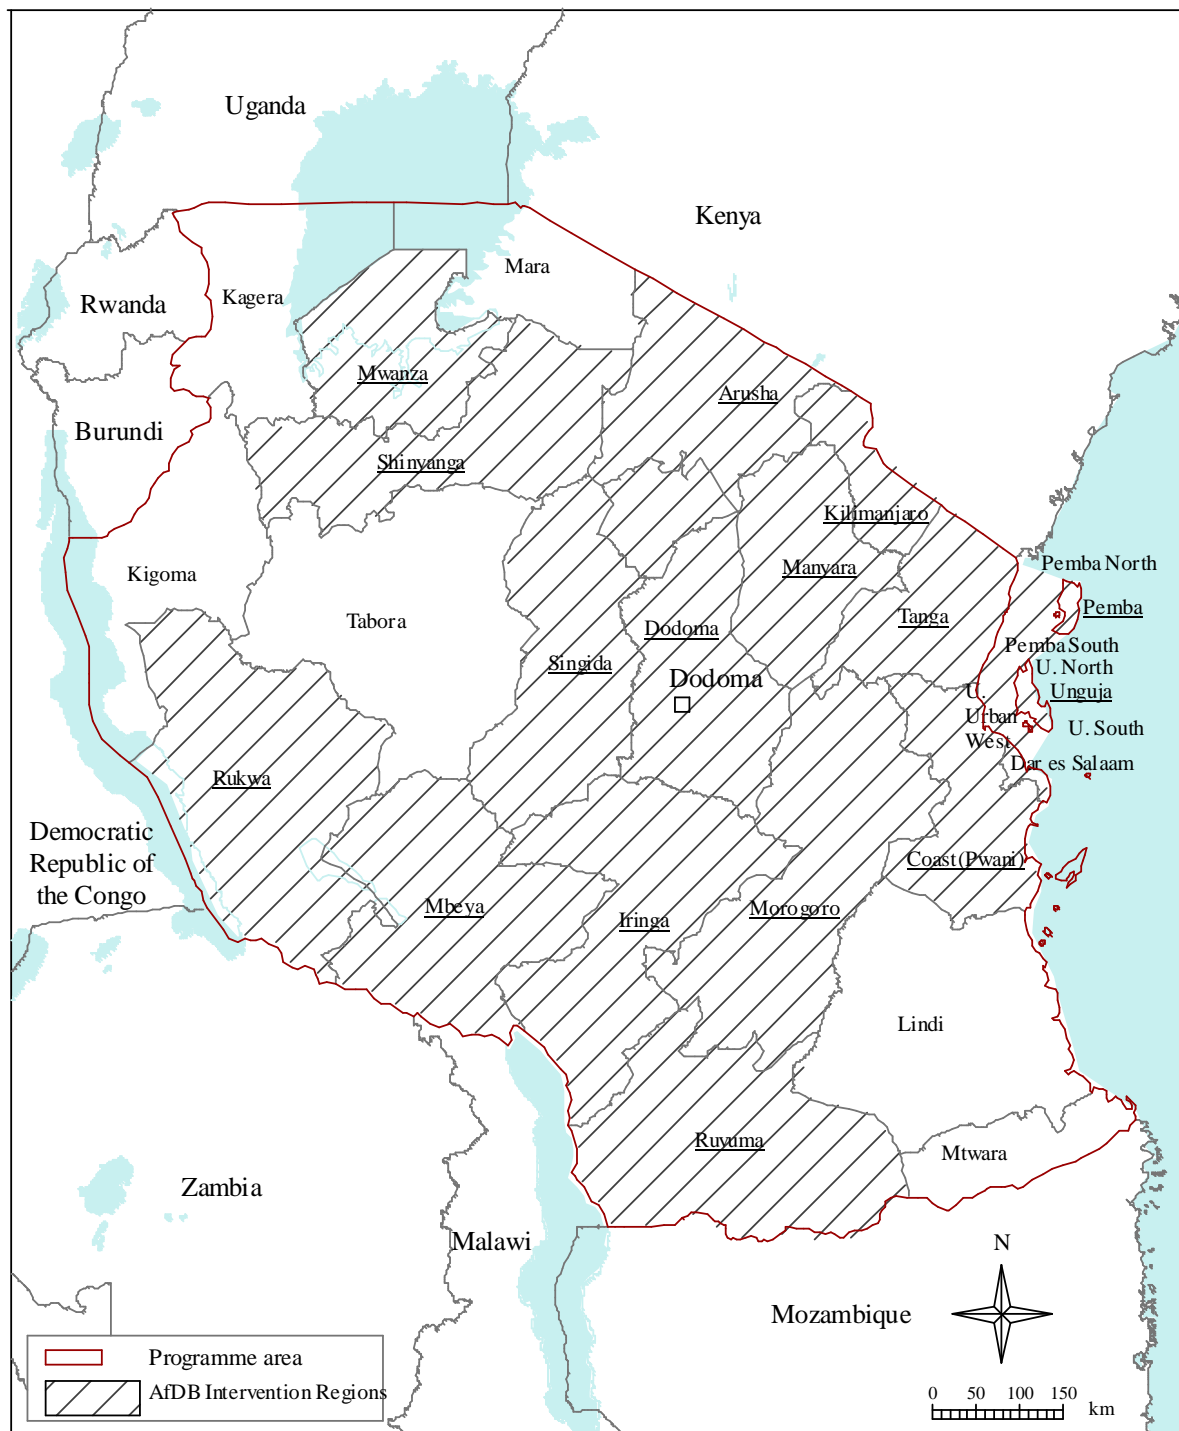 Uganda
Kenya
Mara
Kagera
Rwanda
Mwanza
Arusha
Burundi
Shinyanga
Kilimanjaro
Pemba North
Manyara
Kigoma
Pemba
Tanga
Tabora
Dodoma
Pemba South
Singida
U. North
Dodoma
Unguja
U.
Urban
West
U. South
Dar es Salaam
Rukwa
Democratic
Republic of
the Congo
Coast (Pwani)
Mbeya
Iringa
Morogoro
Lindi
Ruvuma
Mtwara
Zambia
Malawi
N
Mozambique
Programme area
AfDB Intervention Regions
0 50 100 150
km